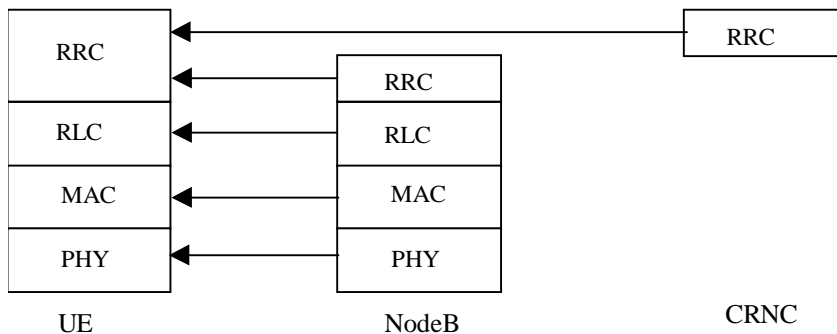 RRC
RRC
RRC
RLC
RLC
MAC
MAC
PHY
PHY
UE
NodeB
CRNC